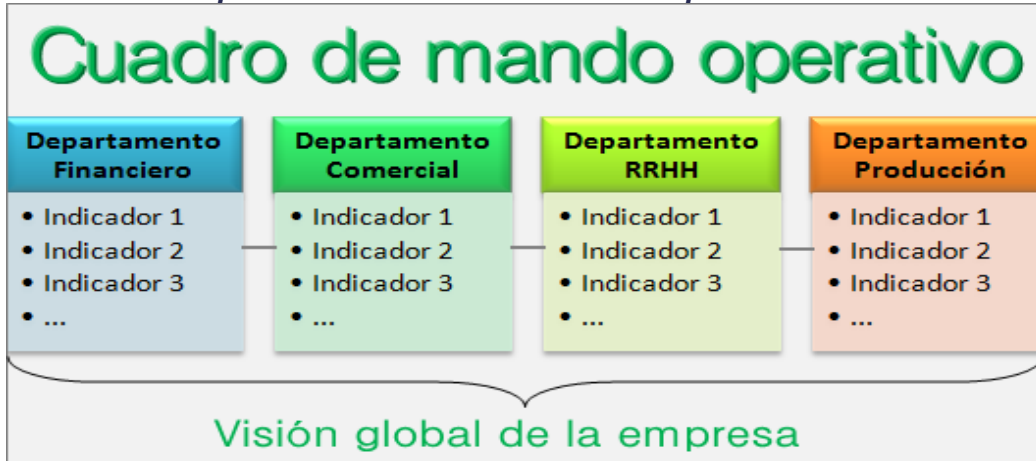 Cuadro de mando operativo
Departamento
Financiero
• Indicador 1
• Indicador 2
• Indicador 3
• ...
Departamento
Comercial
• Indicador 1
• Indicador 2
• Indicador 3
• ...
Departamento
RRHH
• Indicador 1
• Indicador 2
• Indicador 3
• ...
Departamento
Producción
• Indicador 1
• Indicador 2
• Indicador 3
• ...
Visión global de la empresa